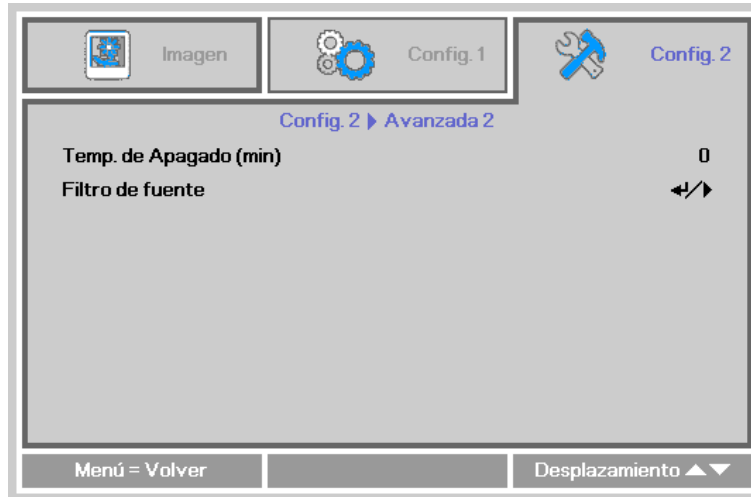 Imagen
Config. 1
Config. 2
Config. 2 ▶ Avanzada 2
Temp. de Apagado (min) 0
Filtro de fuente ↵/▶
Menú = Volver
Desplazamiento ▲▼